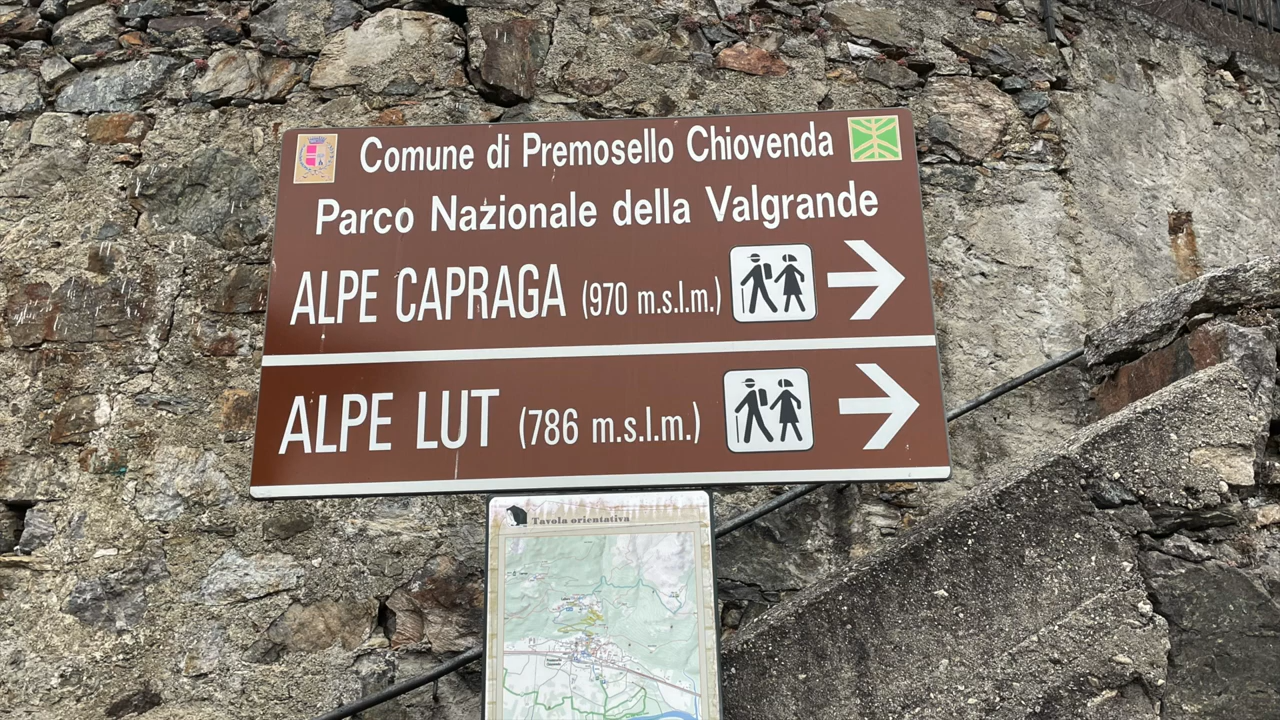 Comune di Premosello Chiovenda
Parco Nazionale della Valgrande
ALPE CAPRAGA (970 m.s.l.m.)
ALPE LUT (786 m.s.l.m.)
Tavola orientativa